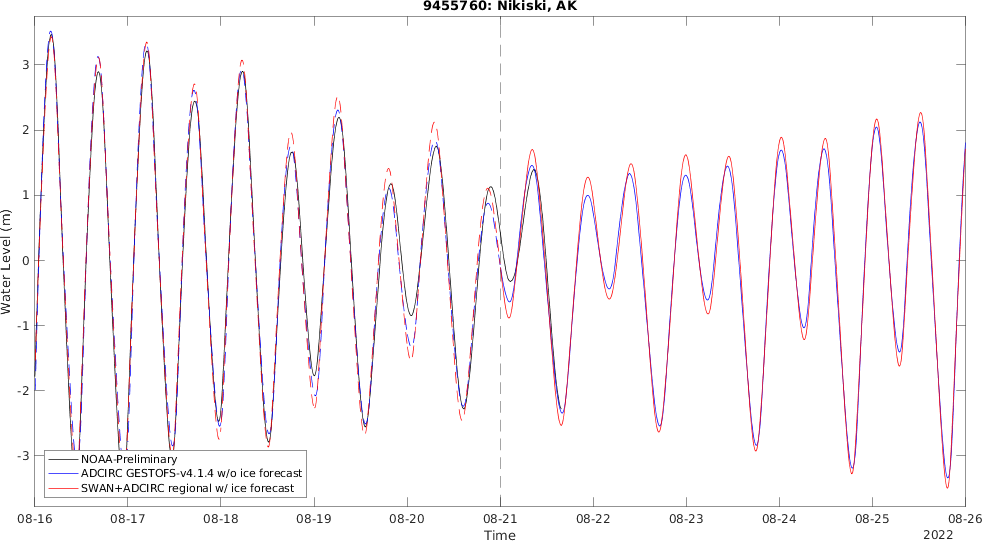 9455760: Nikiski, AK
Water Level (m)
3
2
1
0
-1
-2
-3
NOAA-Preliminary
ADCIRC GESTOFS-v4.1.4 w/o ice forecast
SWAN+ADCIRC regional w/ ice forecast
08-16 08-17 08-18 08-19 08-20 08-21 08-22 08-23 08-24 08-25 08-26
Time
2022